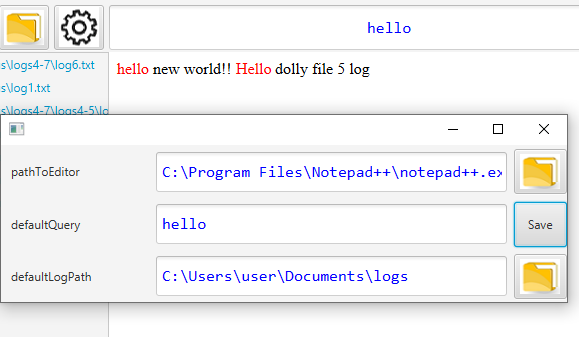 hello
s\logs4-7\log6.txt
s\log1.txt
s\logs4-7\logs4-5\lo
hello new world!! Hello dolly file 5 log
pathToEditor C:\Program Files\Notepad++\notepad++.ex
defaultQuery hello Save
defaultLogPath C:\Users\user\Documents\logs